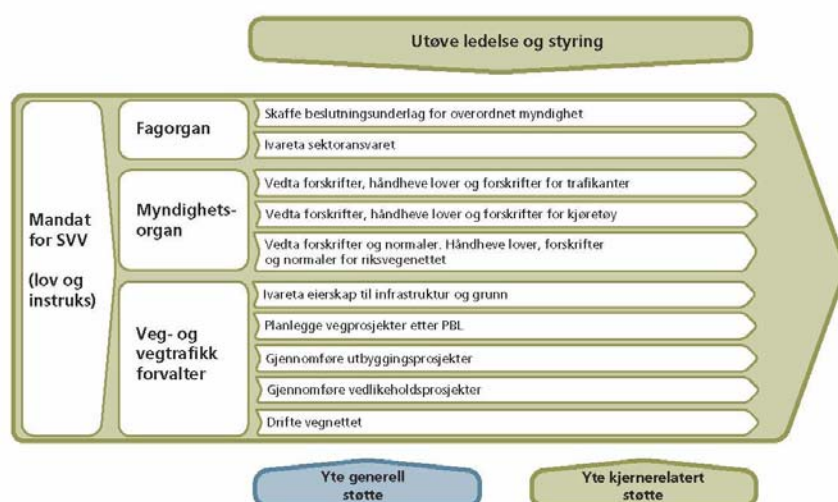 Utøve ledelse og styring
Mandat
for SVV
(lov og
instruks)
Fagorgan
Skaffe beslutningsunderlag for overordnet myndighet
Ivareta sektoransvaret
Myndighets-
organ
Vedta forskrifter, håndheve lover og forskrifter for trafikanter
Vedta forskrifter, håndheve lover og forskrifter for kjøretøy
Vedta forskrifter og normaler. Håndheve lover, forskrifter
og normaler for riksvegenettet
Veg- og
vegtrafikk
forvalter
Ivareta eierskap til infrastruktur og grunn
Planlegge vegprosjekter etter PBL
Gjennomføre utbyggingsprosjekter
Gjennomføre vedlikeholdsprosjekter
Drifte vegnettet
Yte generell
støtte
Yte kjernerelatert
støtte